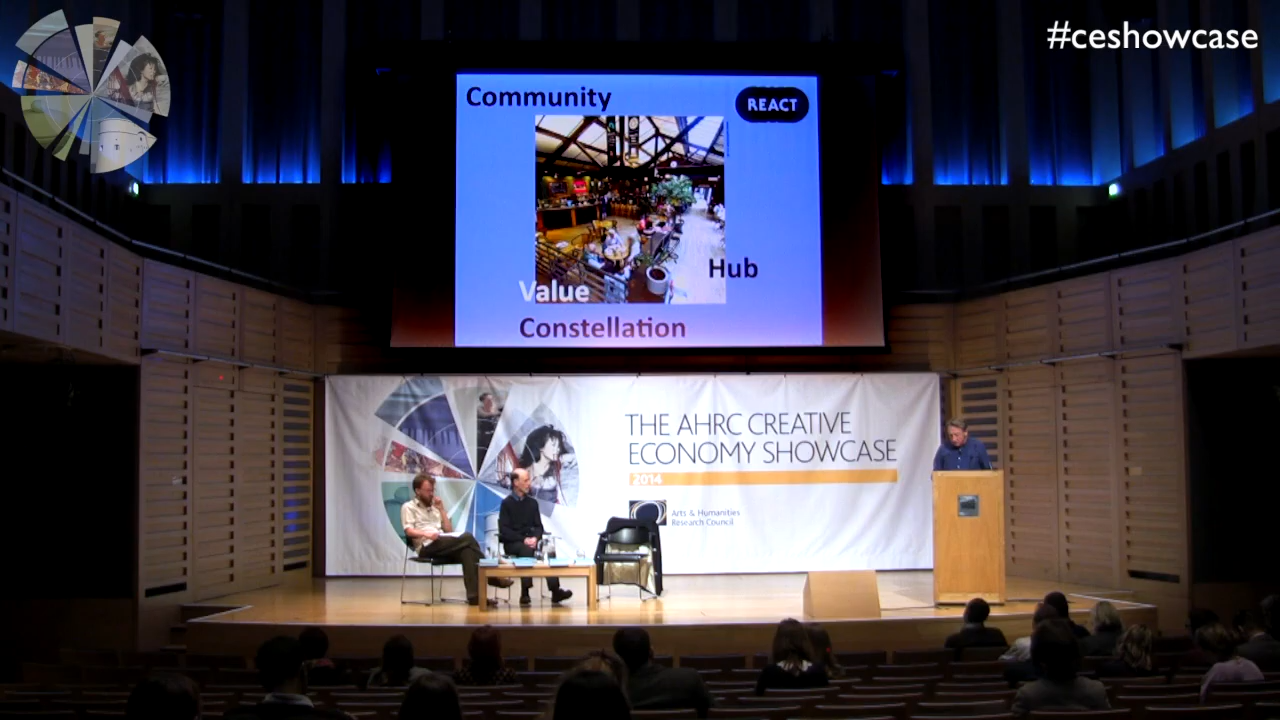 #ceshowcase
Community
REACT
Hub
Value
Constellation
THE AHRC CREATIVE
ECONOMY SHOWCASE
2014
Arts & Humanities
Research Council